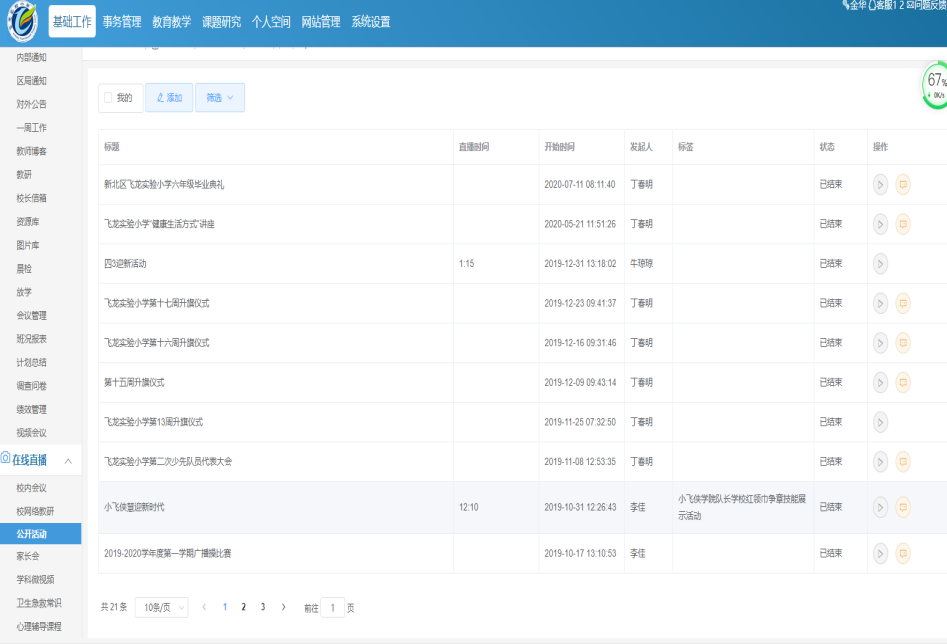 基础工作 事务管理 教育教学 课题研究 个人空间 网站管理 系统设置
金华 客服1 2 问题反馈
内部通知
区局通知
对外公告
一周工作
教师博客
教研
校长信箱
资源库
图片库
晨检
放学
会议管理
班况报表
计划总结
调查问卷
绩效管理
视频会议
在线直播
校内会议
校网络教研
公开活动
家长会
学科微视频
卫生急救常识
心理辅导课程
我的 添加 筛选
67%
0K/s
标题 直播时间 开始时间 发起人 标签 状态 操作
新北区飞龙实验小学六年级毕业典礼 2020-07-11 08:11:40 丁春明 已结束
飞龙实验小学“健康生活方式”讲座 2020-05-21 11:51:26 丁春明 已结束
四3迎新活动 1:15 2019-12-31 13:18:02 牛琼琼 已结束
飞龙实验小学第十七周升旗仪式 2019-12-23 09:41:37 丁春明 已结束
飞龙实验小学第十六周升旗仪式 2019-12-16 09:31:46 丁春明 已结束
第十五周升旗仪式 2019-12-09 09:43:14 丁春明 已结束
飞龙实验小学第13周升旗仪式 2019-11-25 07:32:50 丁春明 已结束
飞龙实验小学第二次少先队员代表大会 2019-11-08 12:53:35 丁春明 已结束
小飞侠慧迎新时代 12:10 2019-10-31 12:26:43 李佳 小飞侠学院队长学校红领巾争章技能展示活动 已结束
2019-2020学年度第一学期广播操比赛 2019-10-17 13:10:53 李佳 已结束
共 21 条 10条/页 1 2 3 前往 1 页